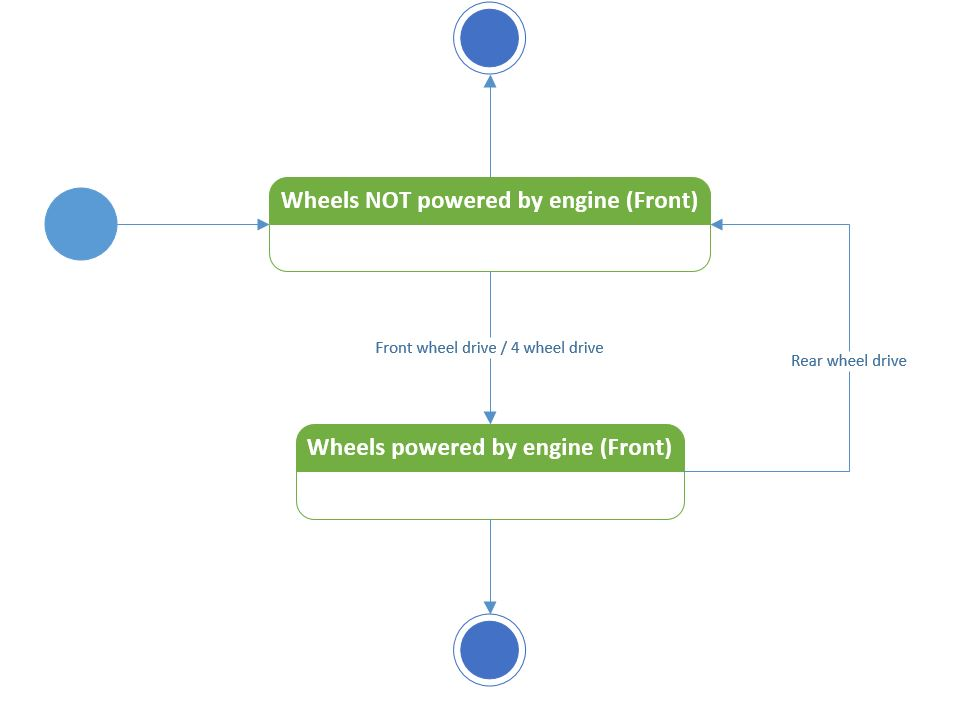 Wheels NOT powered by engine (Front)
Front wheel drive / 4 wheel drive
Rear wheel drive
Wheels powered by engine (Front)